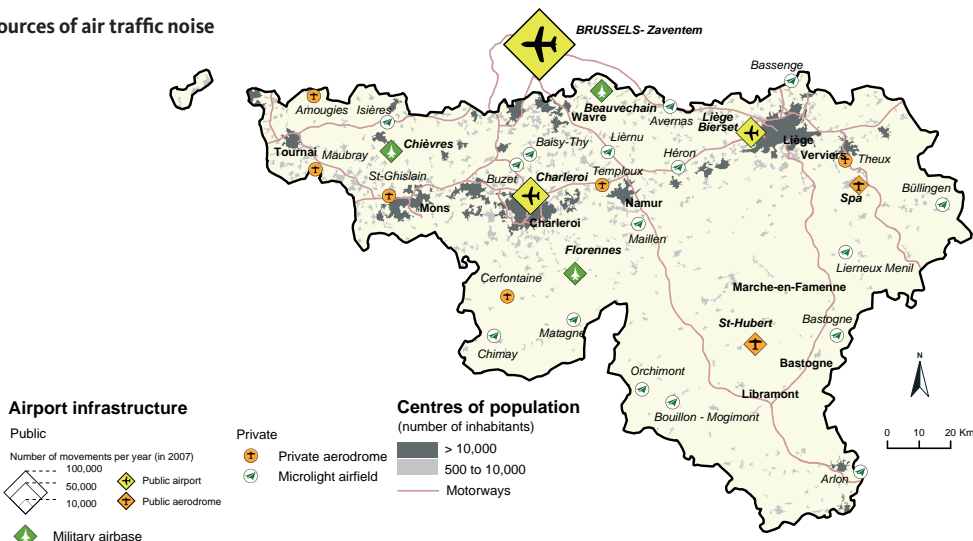 ources of air traffic noise
BRUSSELS- Zaventem
Bassenge
Amougies
Isières
Beauvechain
Wavre
Avernas
Liège
Bierset
Liège
Tournai
Maubray
Chièvres
Baisy-Thy
Lièrnu
Héron
Verviers
Theux
St-Ghislain
Buzet
Charleroi
Temploux
Spa
Büllingen
Mons
Charleroi
Namur
Maillen
Florennes
Lierneux Menil
Cerfontaine
Marche-en-Famenne
Matagne
St-Hubert
Bastogne
Chimay
Bastogne
Orchimont
Libramont
Bouillon - Mogimont
Arlon
N
0 10 20 Km
Airport infrastructure
Public
Number of movements per year (in 2007)
100,000
50,000
10,000
Public airport
Public aerodrome
Military airbase
Private
Private aerodrome
Microlight airfield
Centres of population
(number of inhabitants)
> 10,000
500 to 10,000
Motorways